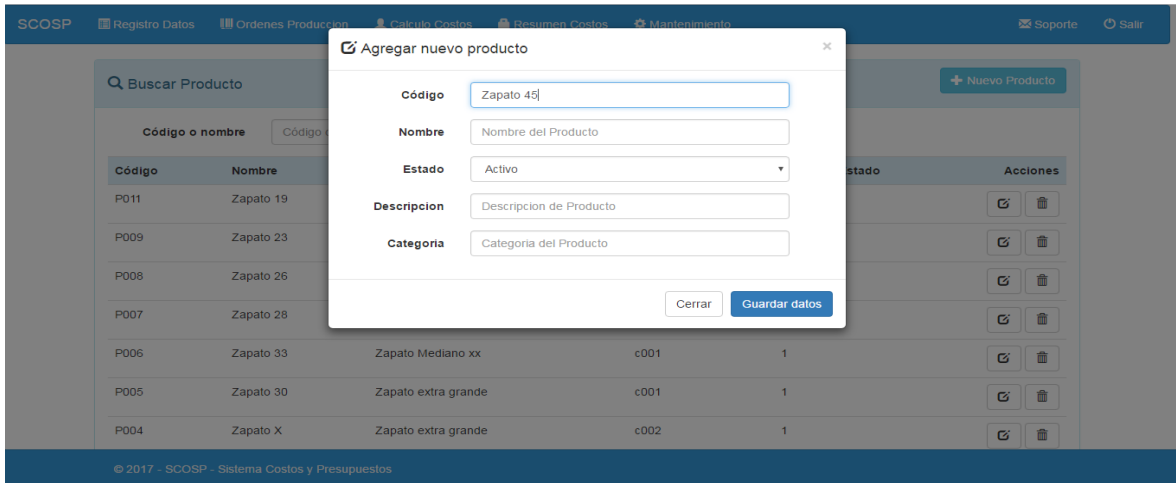 SCOSP Registro Datos Ordenes Produccion Calculo Costos Resumen Costos Mantenimiento Soporte Salir
Agregar nuevo producto ×
Buscar Producto + Nuevo Producto
Código Zapato 45
Código o nombre Código
Nombre Nombre del Producto
Código Nombre Estado Activo stado Acciones
P011 Zapato 19
Descripcion Descripcion de Producto
P009 Zapato 23
Categoria Categoria del Producto
P008 Zapato 26
Cerrar Guardar datos
P007 Zapato 28
P006 Zapato 33 Zapato Mediano xx c001 1
P005 Zapato 30 Zapato extra grande c001 1
P004 Zapato X Zapato extra grande c002 1
© 2017 - SCOSP - Sistema Costos y Presupuestos